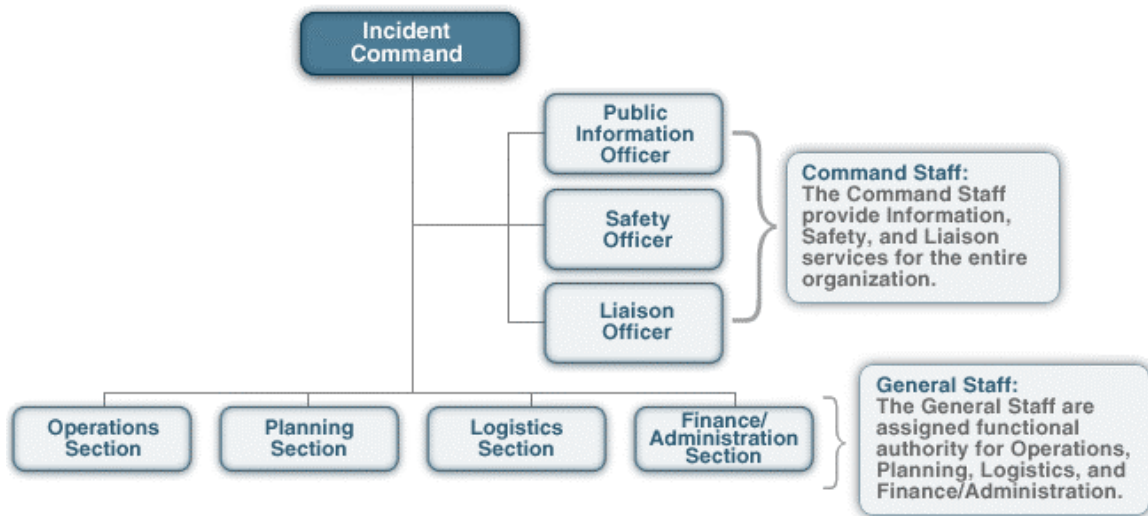 Incident
Command
Public
Information
Officer
Safety
Officer
Liaison
Officer
Command Staff:
The Command Staff
provide Information,
Safety, and Liaison
services for the entire
organization.
Operations
Section
Planning
Section
Logistics
Section
Finance/
Administration
Section
General Staff:
The General Staff are
assigned functional
authority for Operations,
Planning, Logistics, and
Finance/Administration.